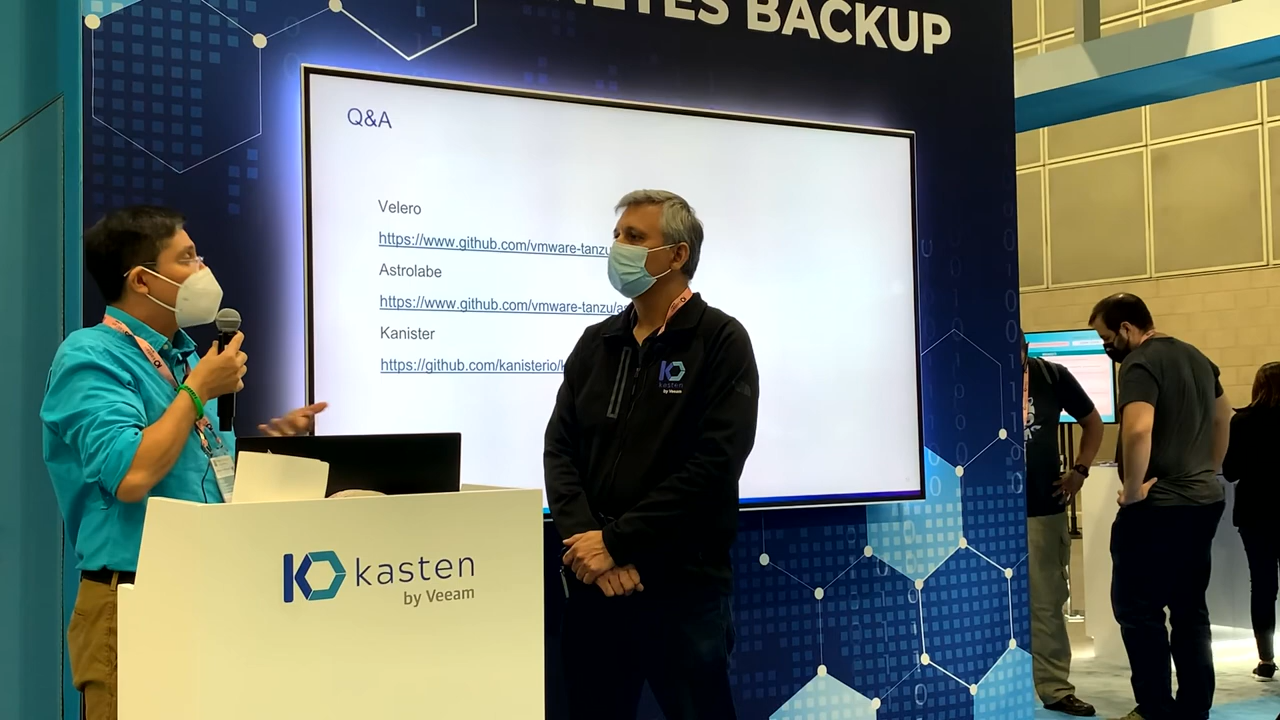 BACKUP
Q&A
Velero
https://www.github.com/vmware-tanzu
Astrolabe
https://www.github.com/vmware-tanzu/as
Kanister
https://github.com/kanisterio/k
kasten
by Veeam
kasten
by Veeam